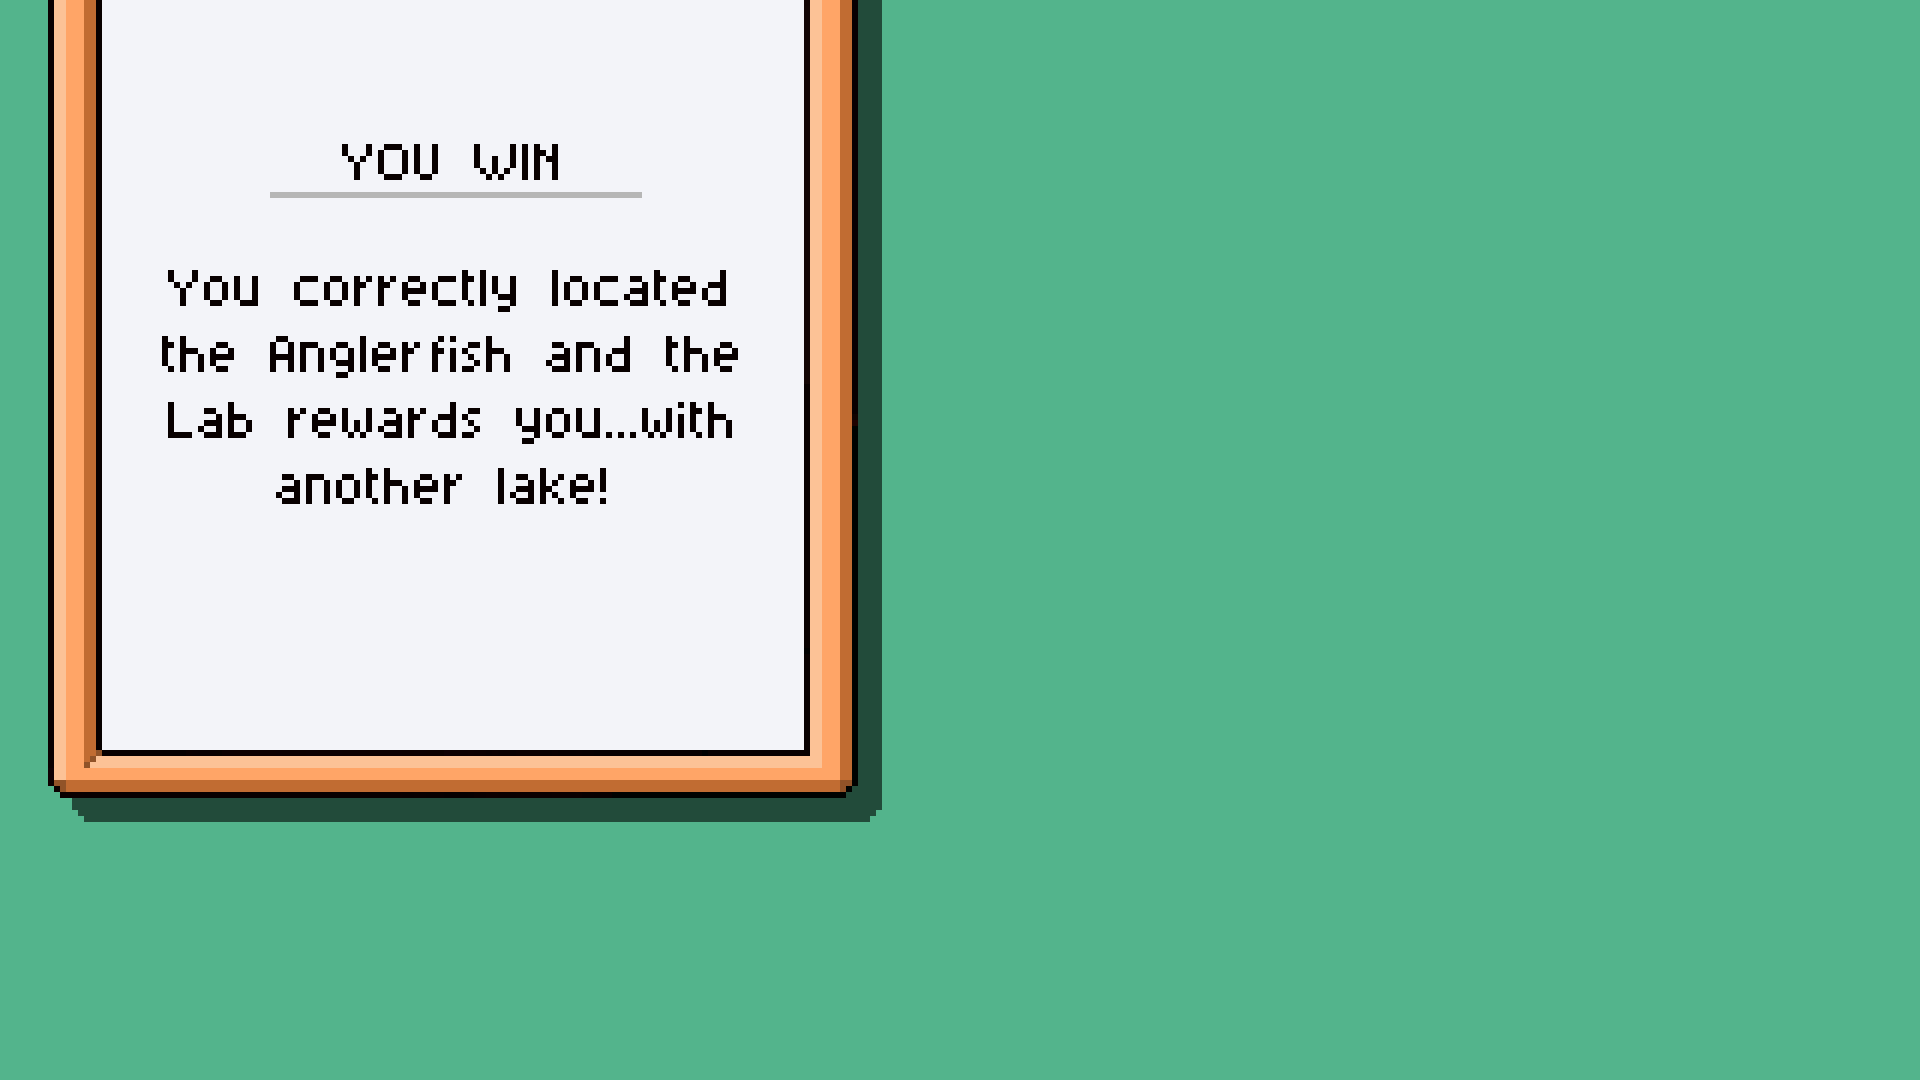 YOU WIN
You correctly located
the Anglerfish and the
Lab rewards you...with
another lake!